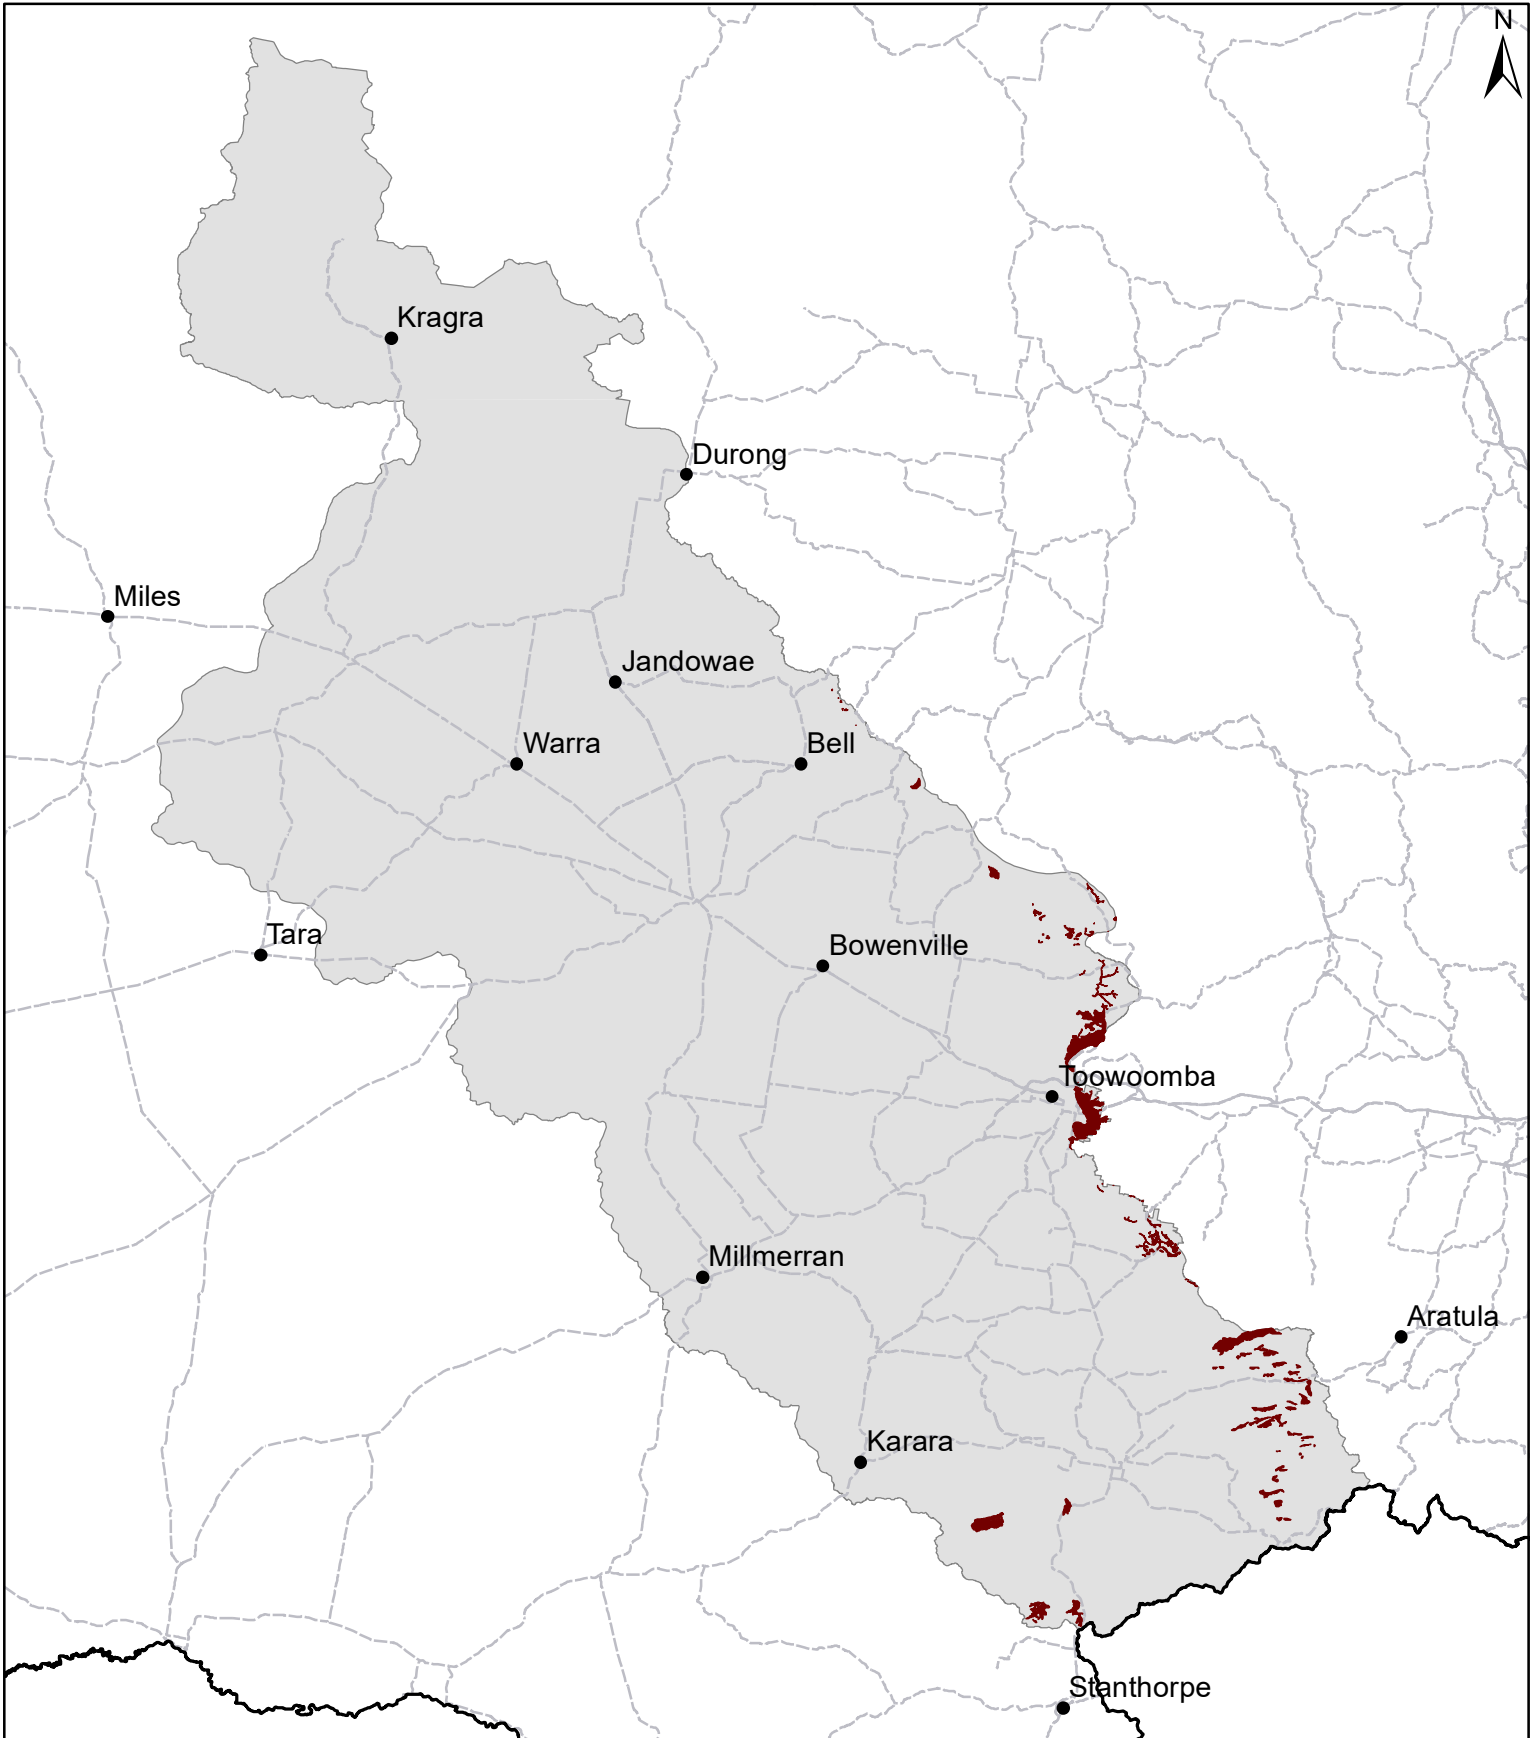 N
Kragra
Durong
Miles
Jandowae
Warra
Bell
Tara
Bowenville
Toowoomba
Millmerran
Aratula
Karara
Stanthorpe